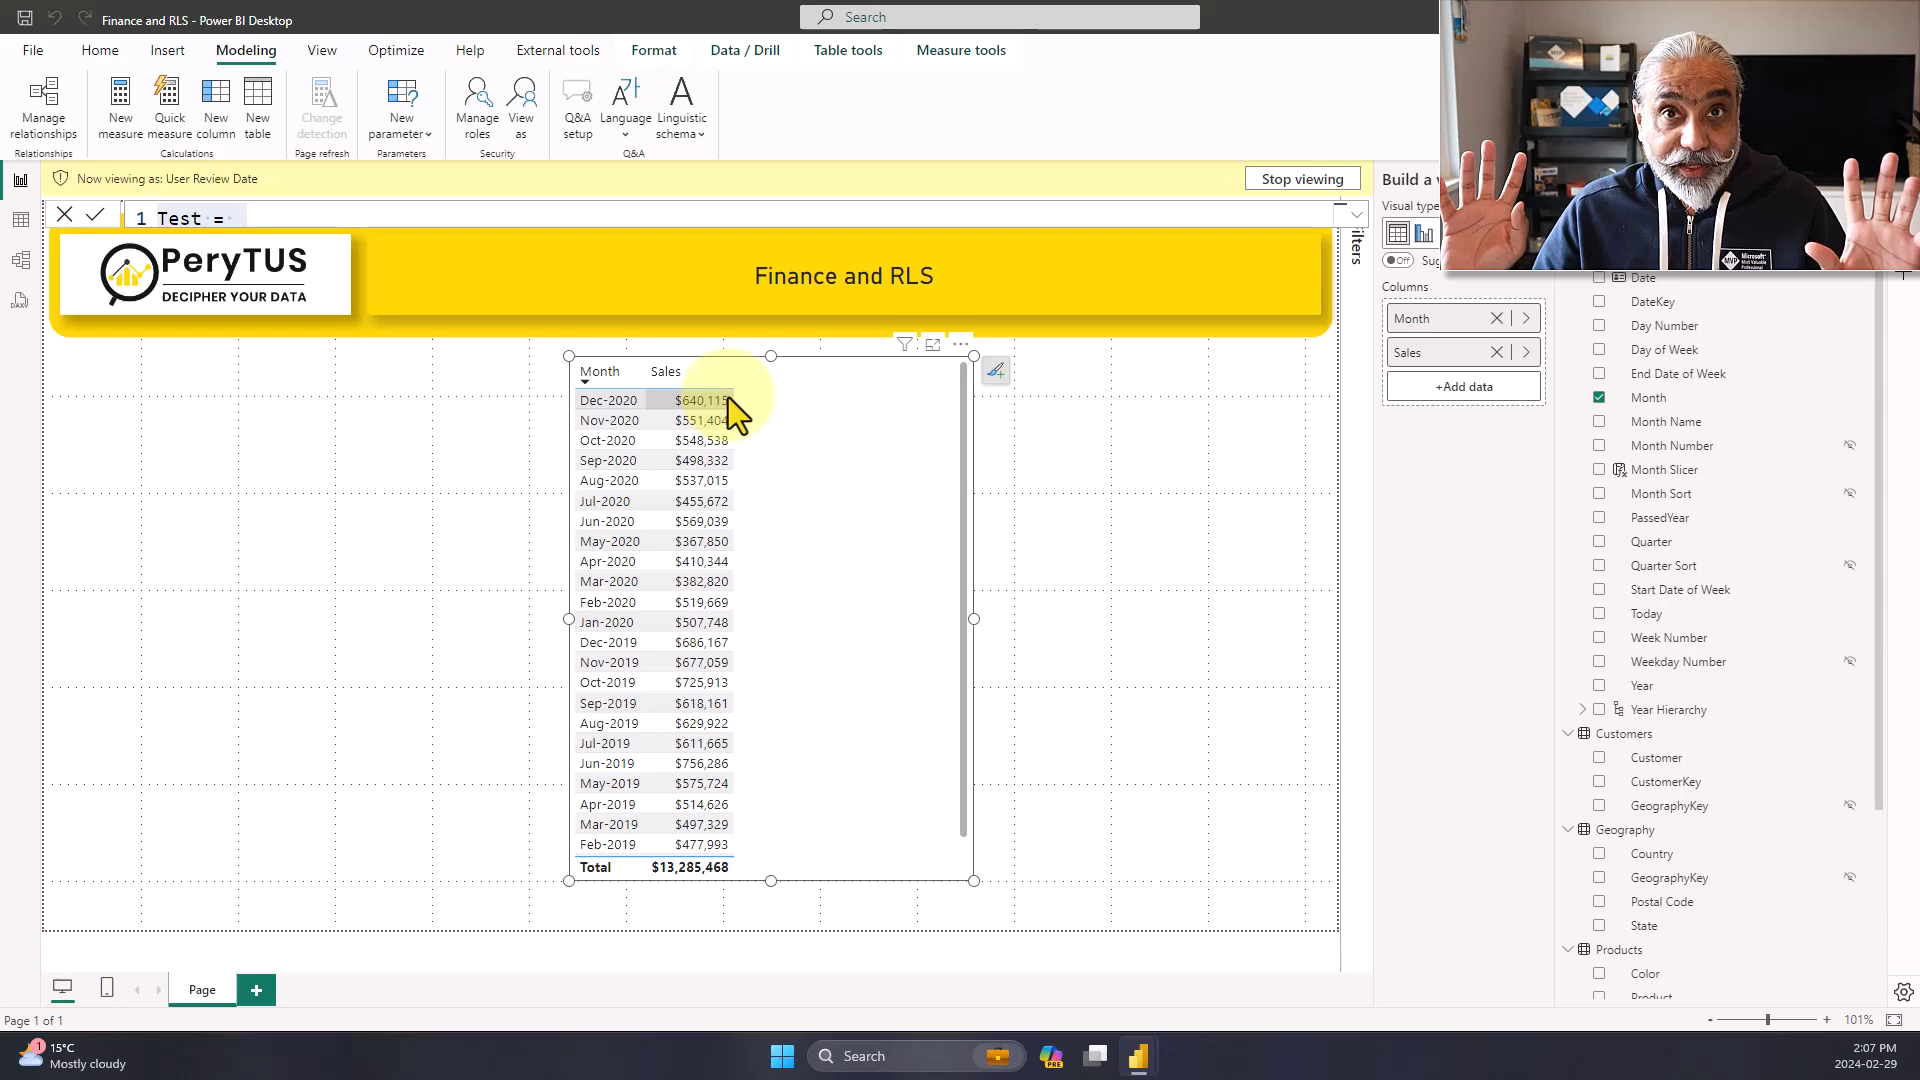 Finance and RLS - Power BI Desktop
Search
File Home Insert Modeling View Optimize Help External tools Format Data / Drill Table tools Measure tools
Manage relationships
New measure
Quick measure
New column
New table
Change detection
New parameter
Manage roles
View as
Q&A setup
Language
Linguistic schema
Relationships
Calculations
Page refresh
Parameters
Security
Q&A
Now viewing as: User Review Date
Stop viewing
1 Test =
PeryTUS
DECIPHER YOUR DATA
Finance and RLS
Month Sales
Dec-2020 $640,115
Nov-2020 $551,404
Oct-2020 $548,538
Sep-2020 $498,332
Aug-2020 $537,015
Jul-2020 $455,672
Jun-2020 $569,039
May-2020 $367,850
Apr-2020 $410,344
Mar-2020 $382,820
Feb-2020 $519,669
Jan-2020 $507,748
Dec-2019 $686,167
Nov-2019 $677,059
Oct-2019 $725,913
Sep-2019 $618,161
Aug-2019 $629,922
Jul-2019 $611,665
Jun-2019 $756,286
May-2019 $575,724
Apr-2019 $514,626
Mar-2019 $497,329
Feb-2019 $477,993
Total $13,285,468
Build a v
Visual type
Off Sug
Columns
Month
Sales
+Add data
Date
DateKey
Day Number
Day of Week
End Date of Week
Month
Month Name
Month Number
Month Slicer
Month Sort
PassedYear
Quarter
Quarter Sort
Start Date of Week
Today
Week Number
Weekday Number
Year
Year Hierarchy
Customers
Customer
CustomerKey
GeographyKey
Geography
Country
GeographyKey
Postal Code
State
Products
Color
Product
Page
Page 1 of 1
101%
1
15°C
Mostly cloudy
Search
PRE
2:07 PM
2024-02-29